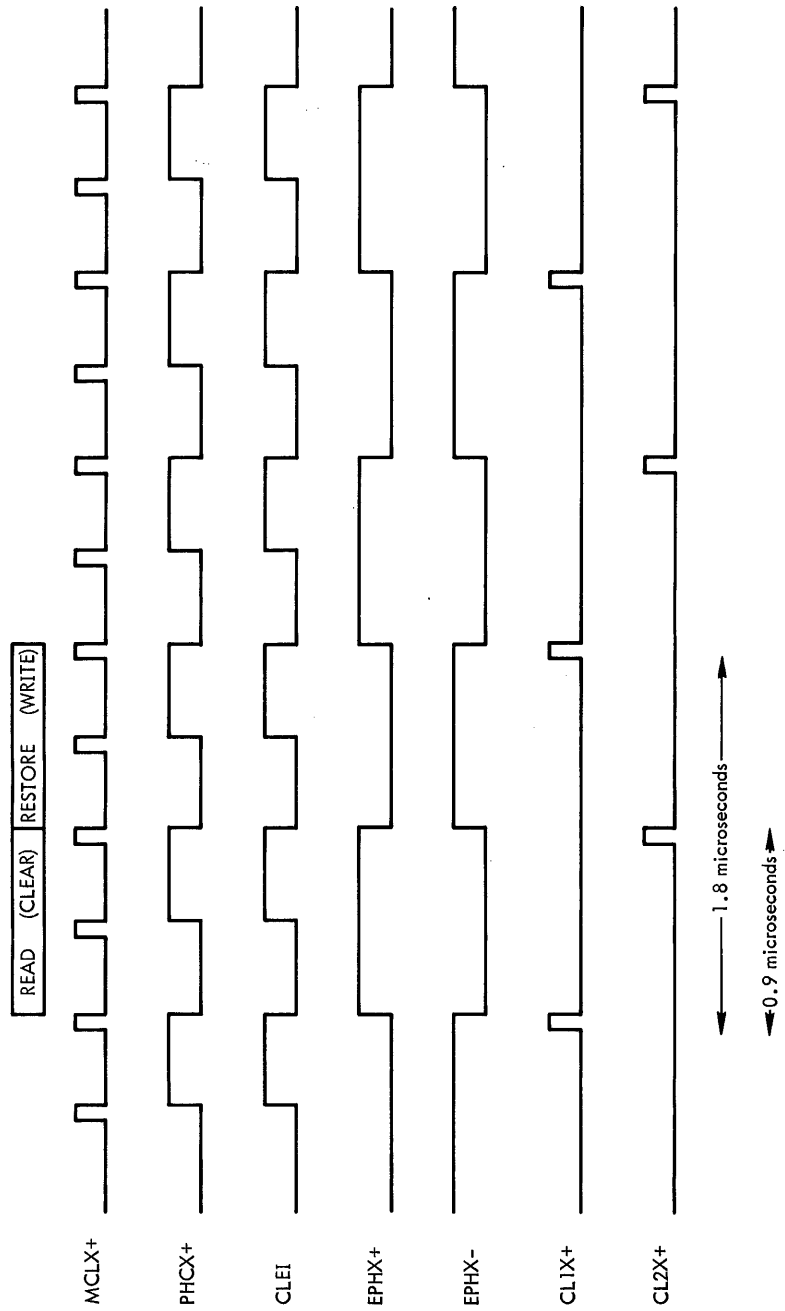 READ (CLEAR) RESTORE (WRITE)
MCLX+
PHCX+
CLEI
EPHX+
EPHX-
CL1X+
CL2X+
1.8 microseconds
0.9 microseconds